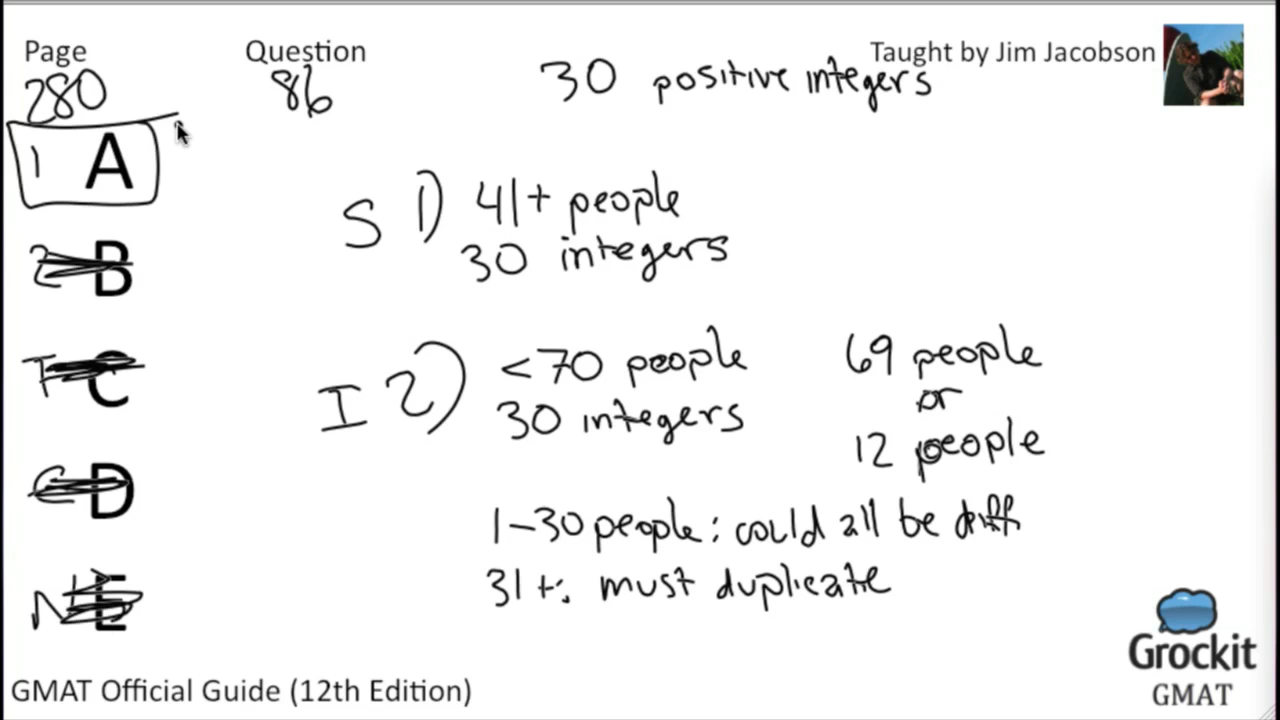 Page Question Taught by Jim Jacobson
280 86 30 positive integers
1 A
S 1) 41+ people
30 integers
2 B
I 2) <70 people 69 people
30 integers or
12 people
T C
C D
1-30 people: could all be diff
31+: must duplicate
N E
Grockit
GMAT
GMAT Official Guide (12th Edition)